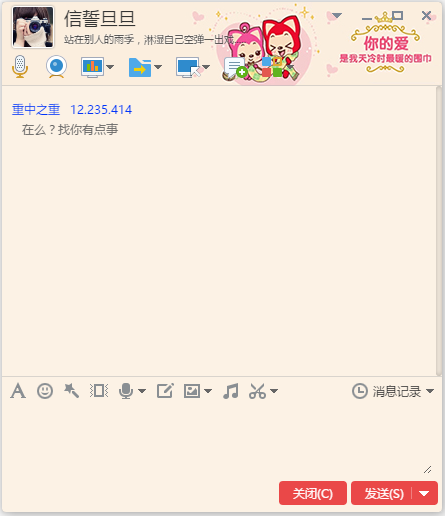 信誓旦旦
站在别人的雨季，淋湿自己空弹一出戏
你的爱
是我天冷时最暖的围巾
重中之重 12.235.414
在么？找你有点事
消息记录
关闭(C) 发送(S)